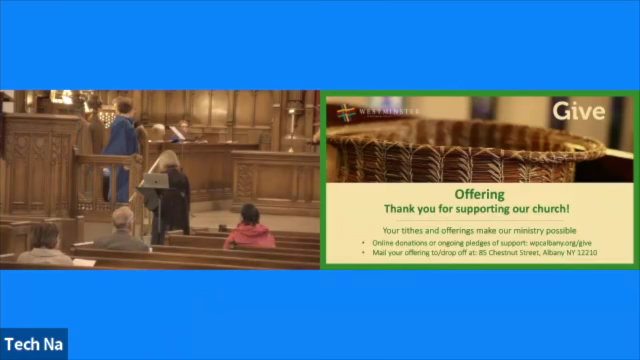 WESTMINSTER
Give
Offering
Thank you for supporting our church!
Your tithes and offerings make our ministry possible
• Online donations or ongoing pledges of support: wpcalbany.org/give
• Mail your offering to/drop off at: 85 Chestnut Street, Albany NY 12210
Tech Na